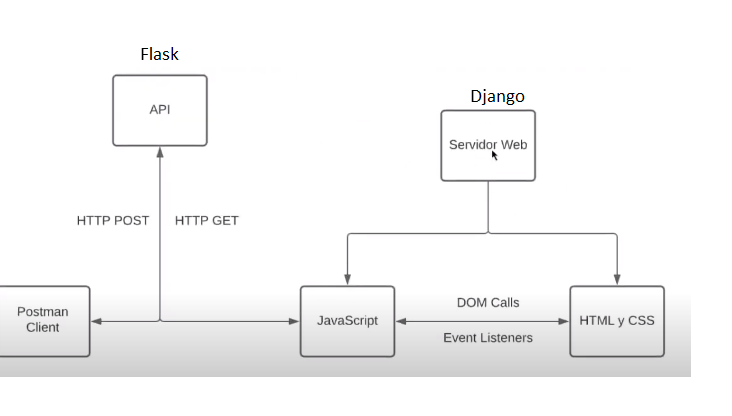 Flask
API
Django
Servidor Web
HTTP POST
HTTP GET
Postman
Client
JavaScript
DOM Calls
Event Listeners
HTML y CSS